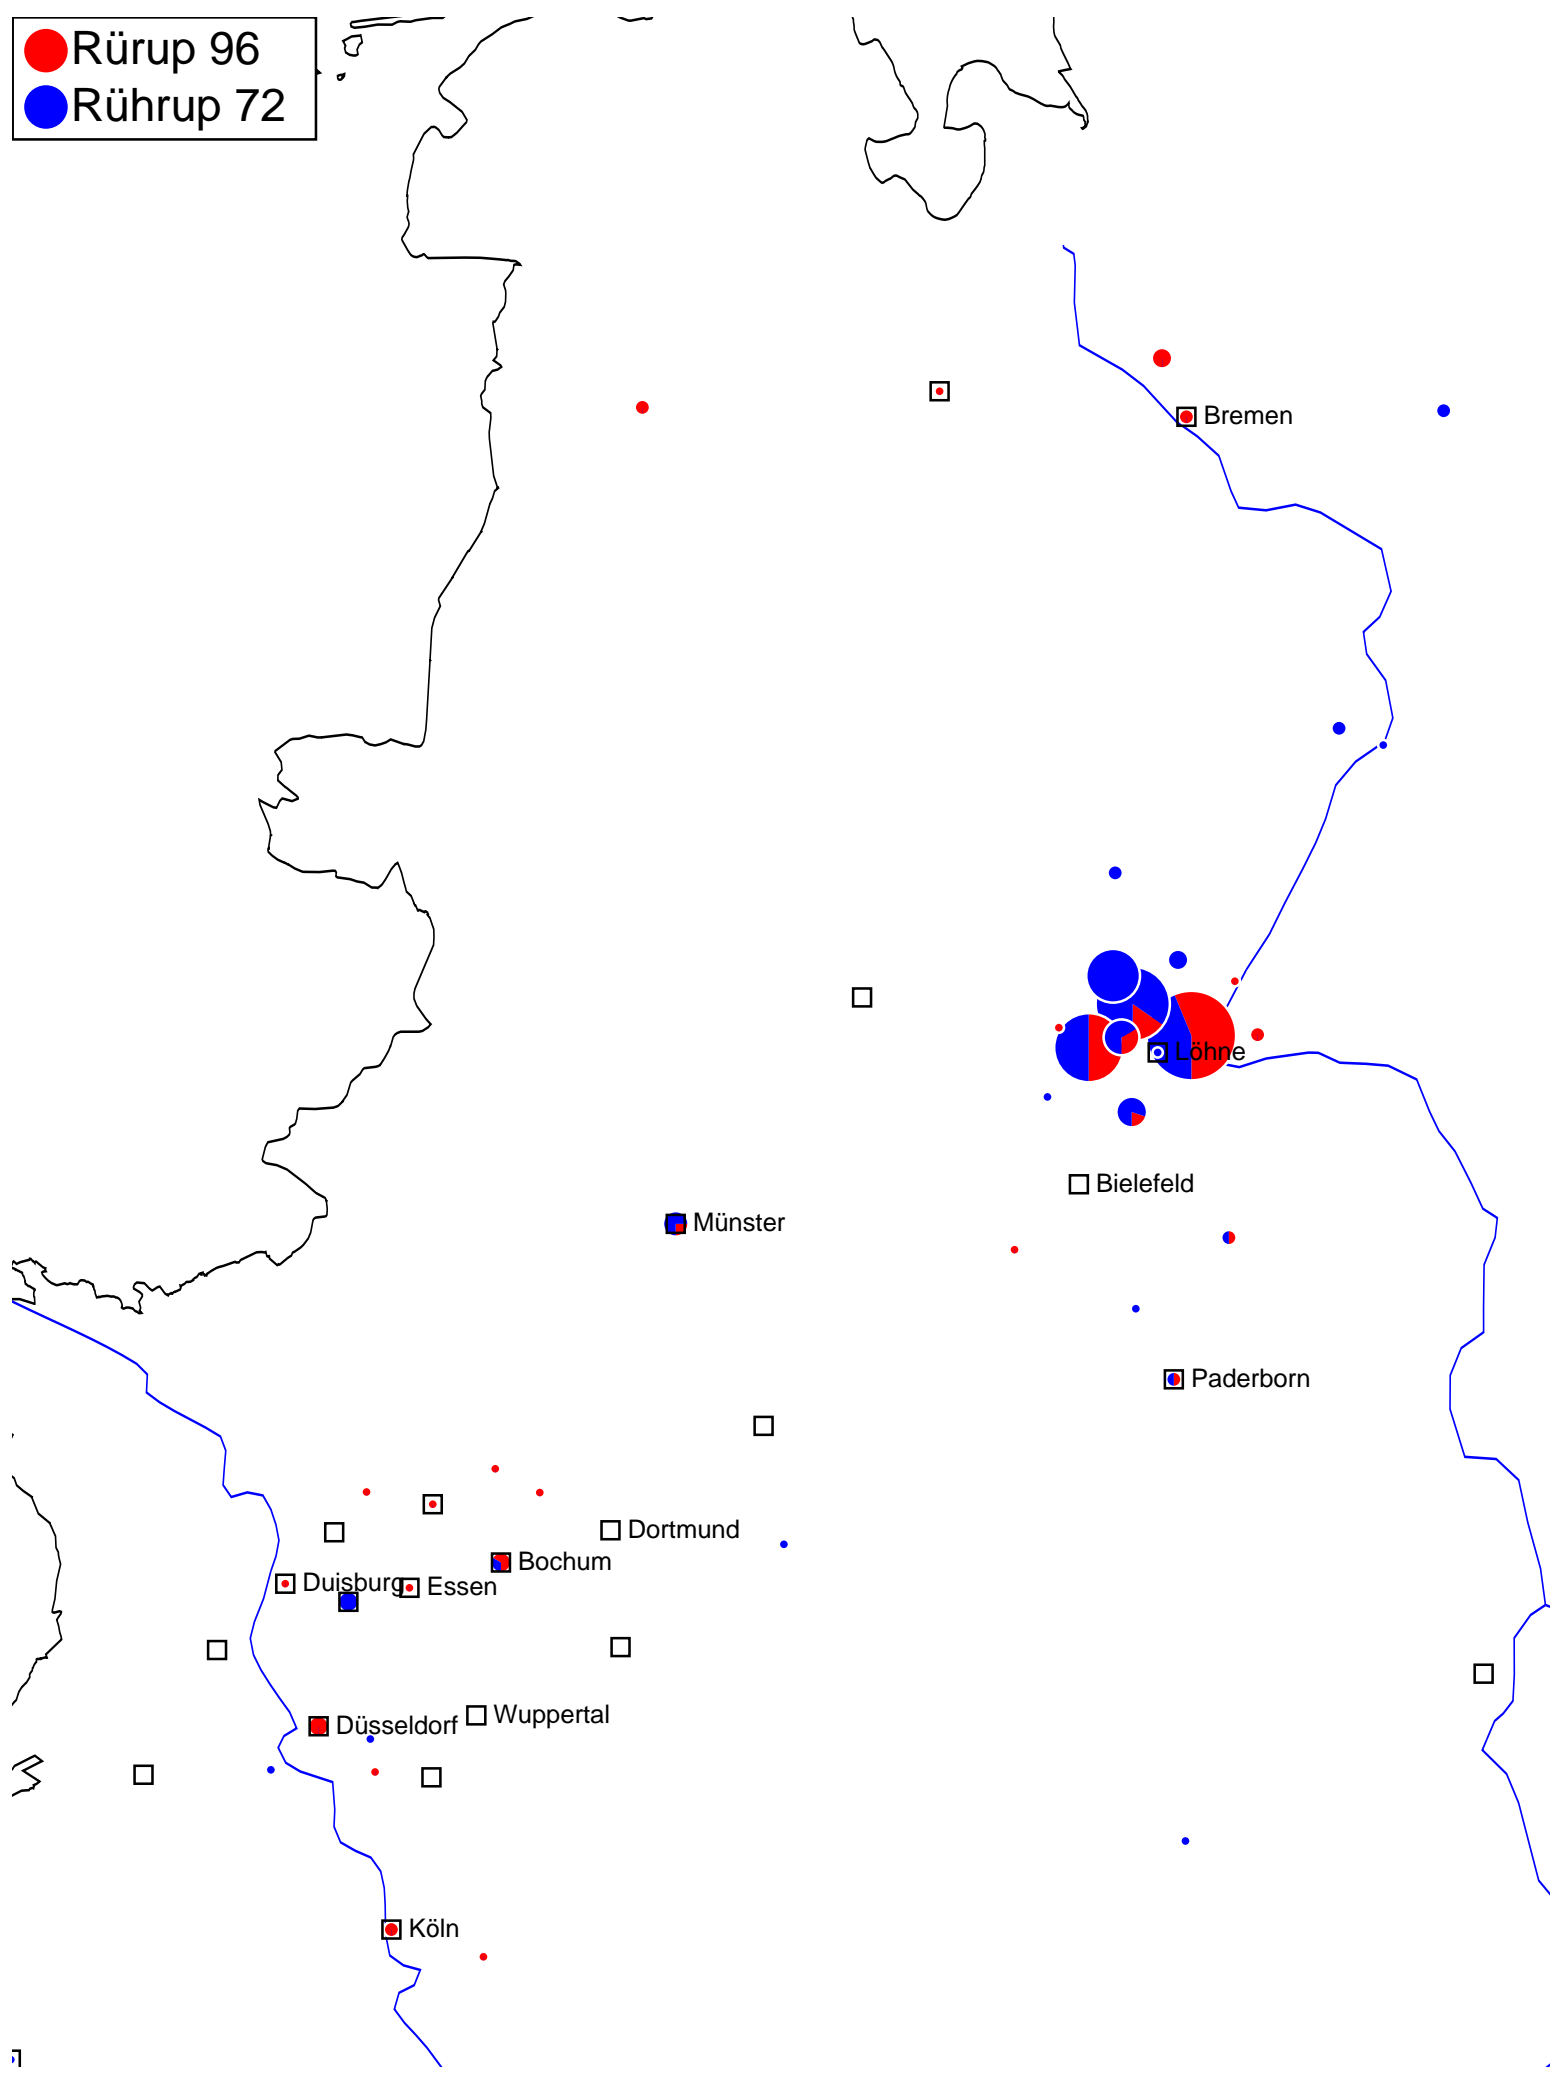 Rürup 96
Rührup 72
Bremen
Löhne
Bielefeld
Münster
Paderborn
Dortmund
Bochum
Duisburg
Essen
Wuppertal
Düsseldorf
Köln